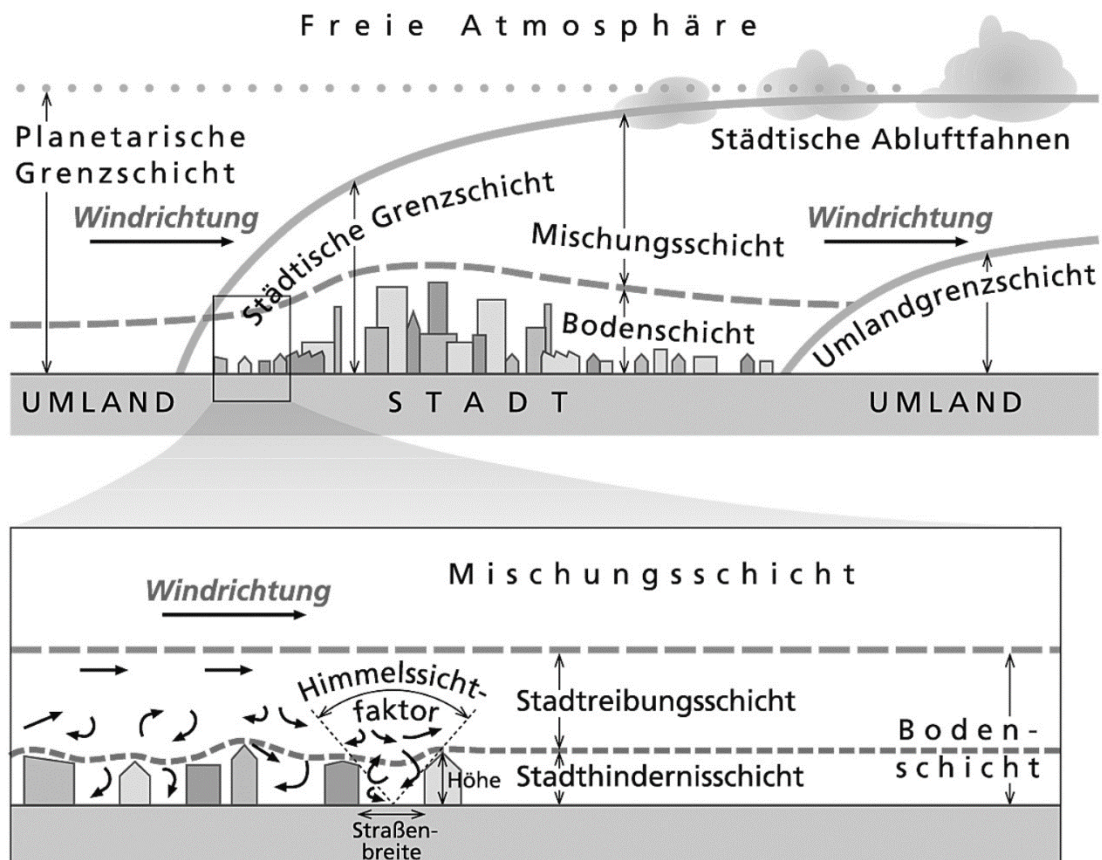 Freie Atmosphäre
Planetarische
Grenzschicht
Städtische Abluftfahnen
Windrichtung
Städtische Grenzschicht
Mischungsschicht
Windrichtung
Bodenschicht
Umlandgrenzschicht
UMLAND
STADT
UMLAND
Mischungsschicht
Windrichtung
Himmelssicht-
faktor
Stadtreibungsschicht
Boden-
schicht
Stadthindernisschicht
Höhe
Straßen-
breite